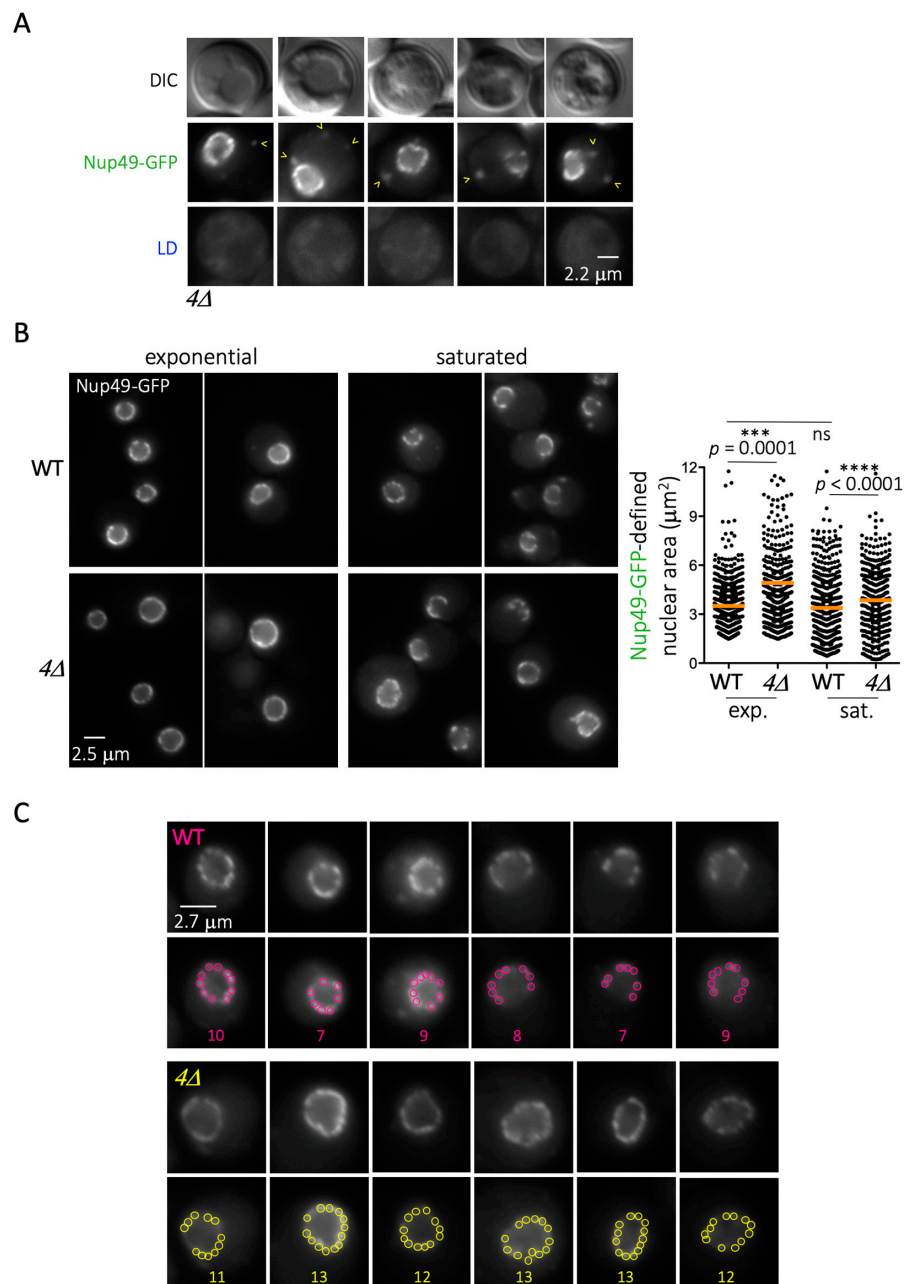 A
DIC
Nup49-GFP
LD
2.2 μm
4Δ
B
exponential
saturated
Nup49-GFP
WT
4Δ
2.5 μm
ns
***
p = 0.0001
****
p < 0.0001
Nup49-GFP-defined
nuclear area (μm²)
12
9
6
3
0
WT 4Δ WT 4Δ
exp. sat.
C
WT
2.7 μm
10 7 9 8 7 9
4Δ
11 13 12 13 13 12